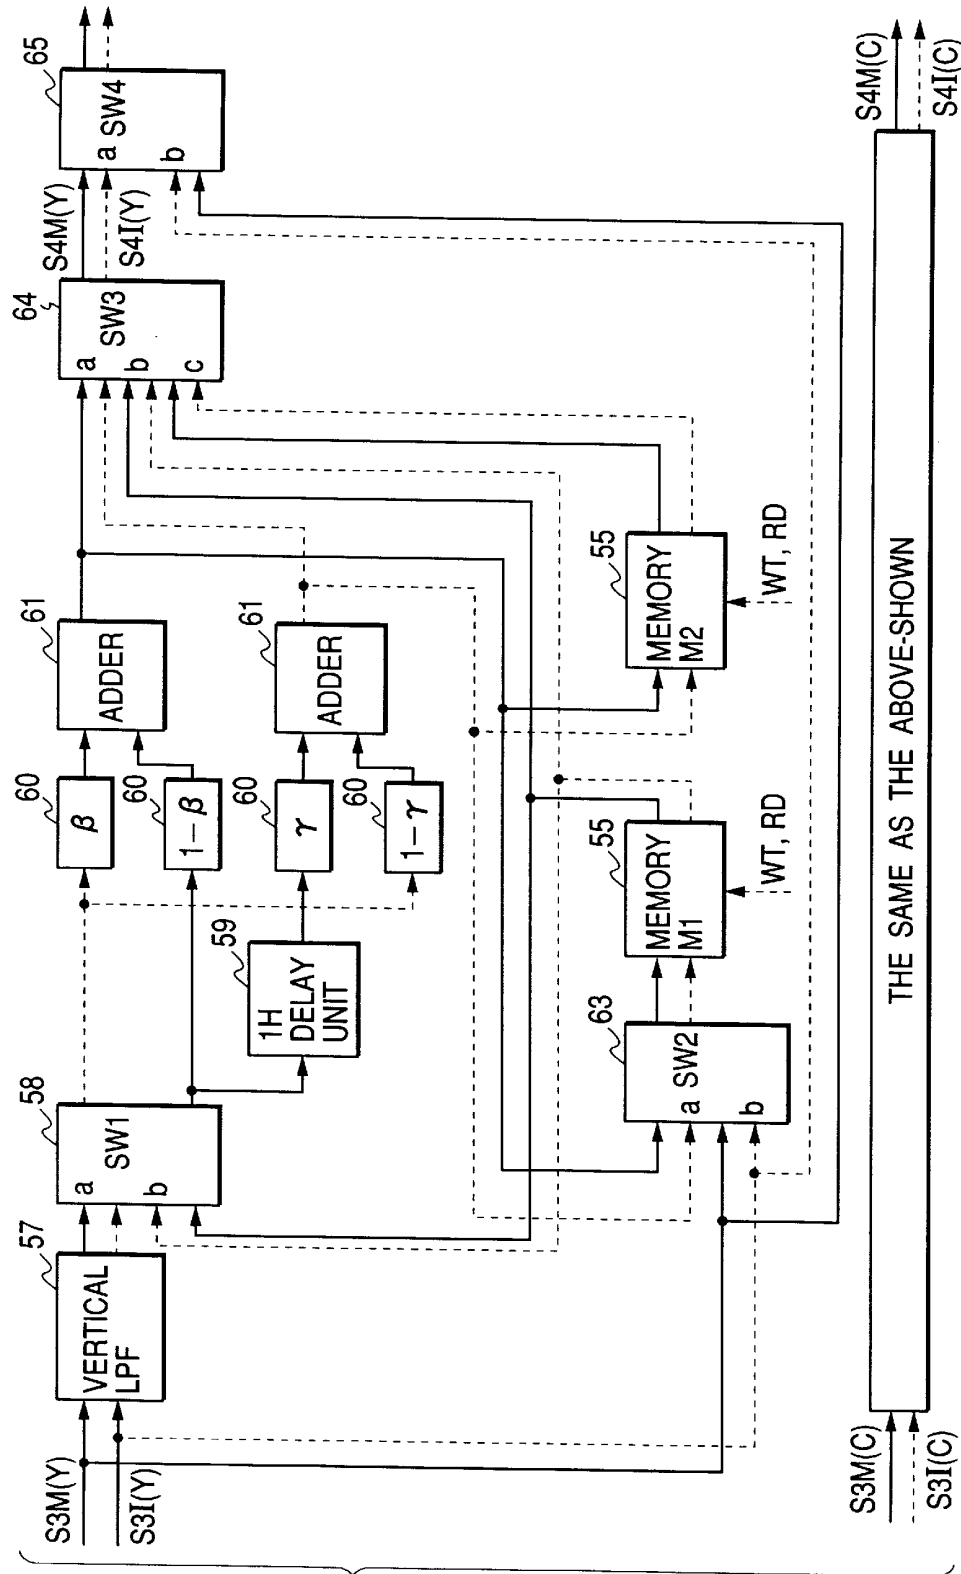 S3M(Y)
S3I(Y)
57
VERTICAL
LPF
58
a
SW1
b
59
1H
DELAY
UNIT
60
β
60
1-β
60
γ
60
1-γ
61
ADDER
61
ADDER
63
a
SW2
b
55
MEMORY
M1
WT, RD
55
MEMORY
M2
WT, RD
64
a
SW3
b
c
S4M(Y)
S4I(Y)
65
a
SW4
b
S3M(C)
S3I(C)
THE SAME AS THE ABOVE-SHOWN
S4M(C)
S4I(C)